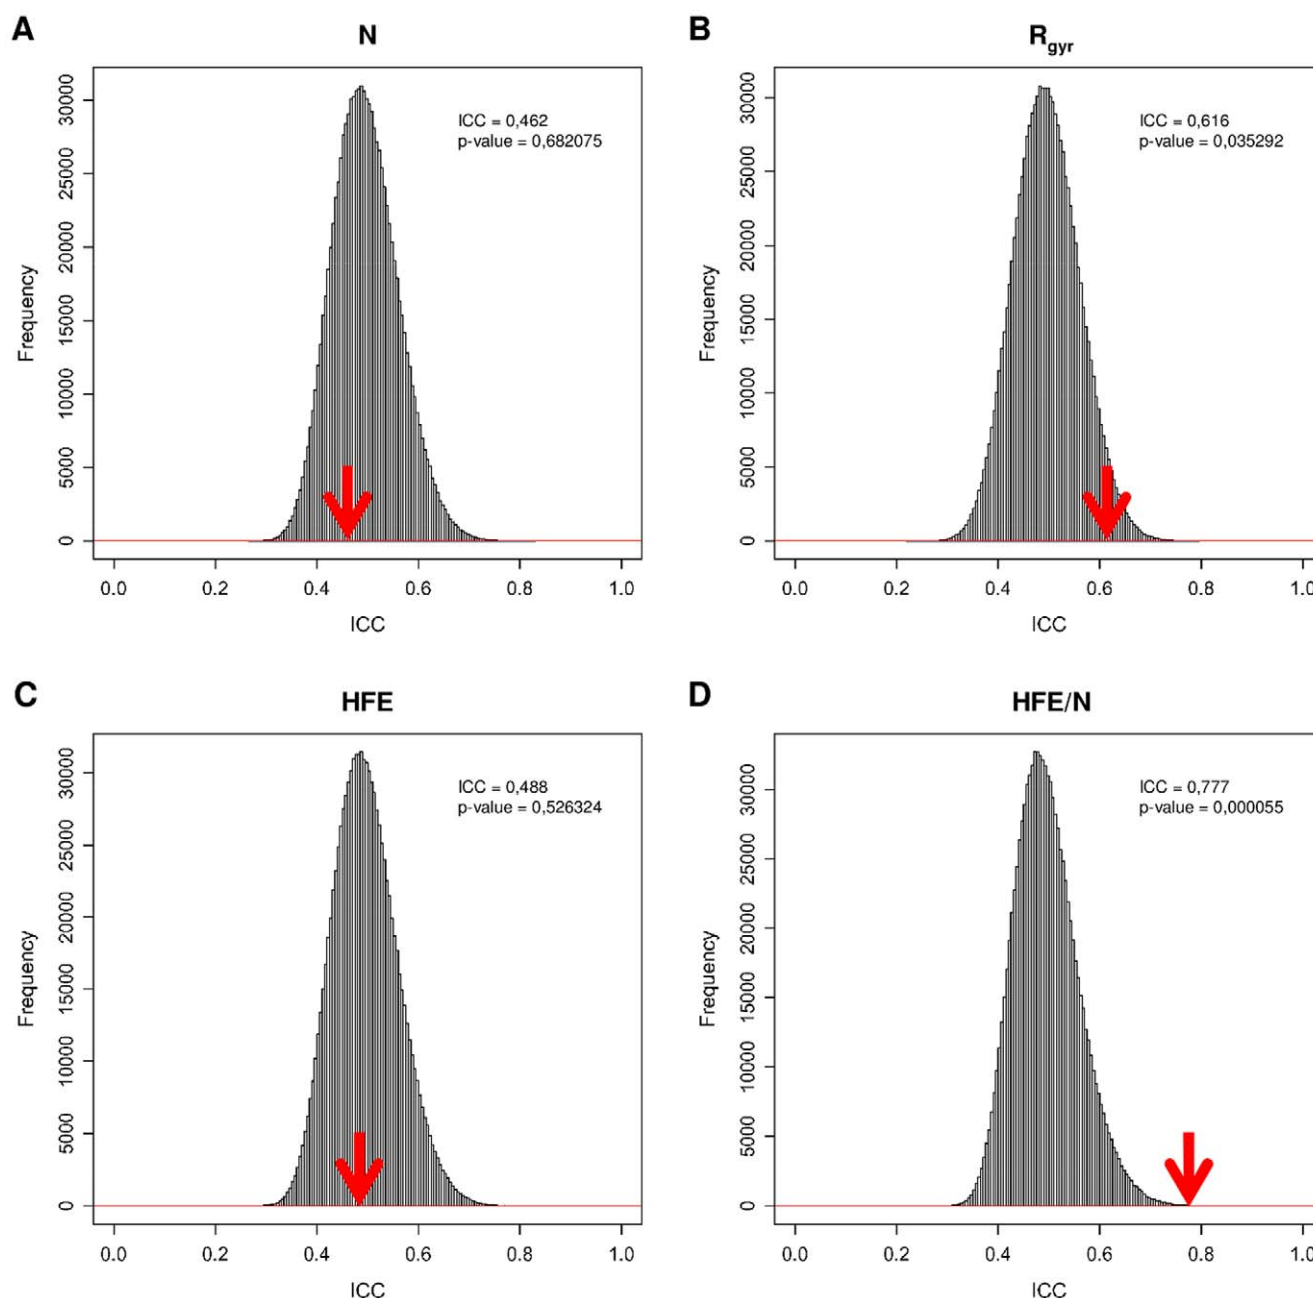 A
N
ICC = 0,462
p-value = 0,682075
Frequency
30000
25000
20000
15000
10000
5000
0
0.0 0.2 0.4 0.6 0.8 1.0
ICC
B
Rgyr
ICC = 0,616
p-value = 0,035292
Frequency
30000
25000
20000
15000
10000
5000
0
0.0 0.2 0.4 0.6 0.8 1.0
ICC
C
HFE
ICC = 0,488
p-value = 0,526324
Frequency
30000
25000
20000
15000
10000
5000
0
0.0 0.2 0.4 0.6 0.8 1.0
ICC
D
HFE/N
ICC = 0,777
p-value = 0,000055
Frequency
30000
25000
20000
15000
10000
5000
0
0.0 0.2 0.4 0.6 0.8 1.0
ICC